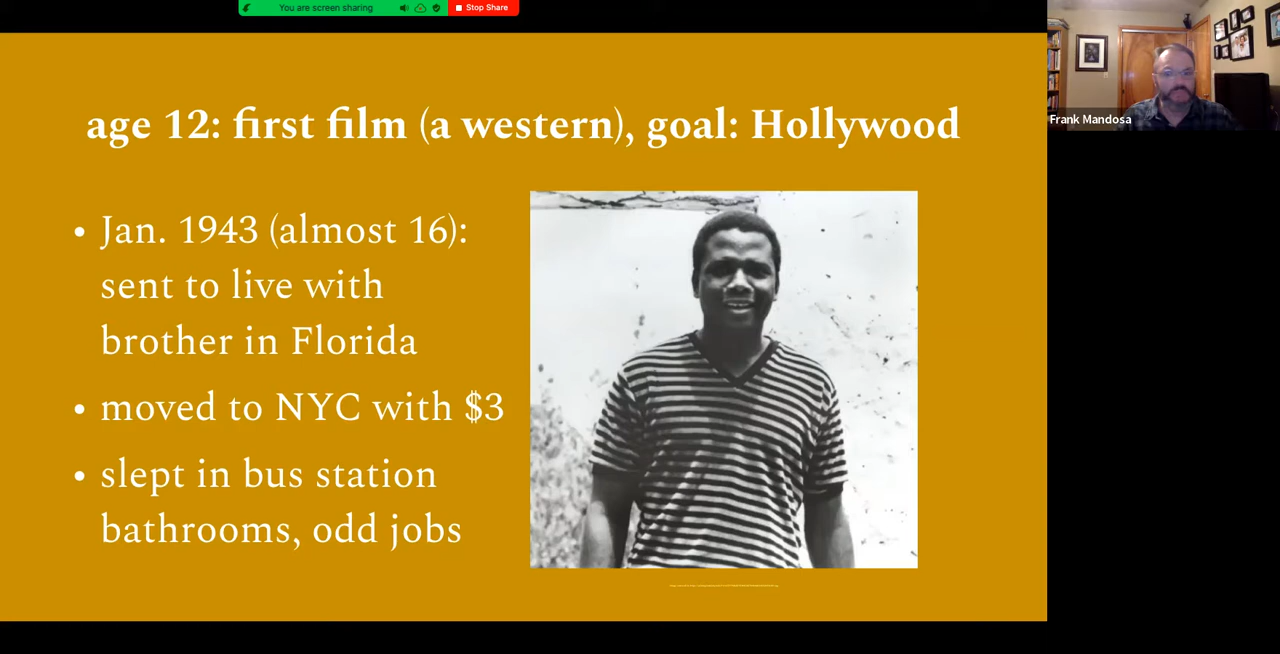 You are screen sharing
Stop Share
age 12: first film (a western), goal: Hollywood
• Jan. 1943 (almost 16):
sent to live with
brother in Florida
• moved to NYC with $3
• slept in bus station
bathrooms, odd jobs
Frank Mandosa